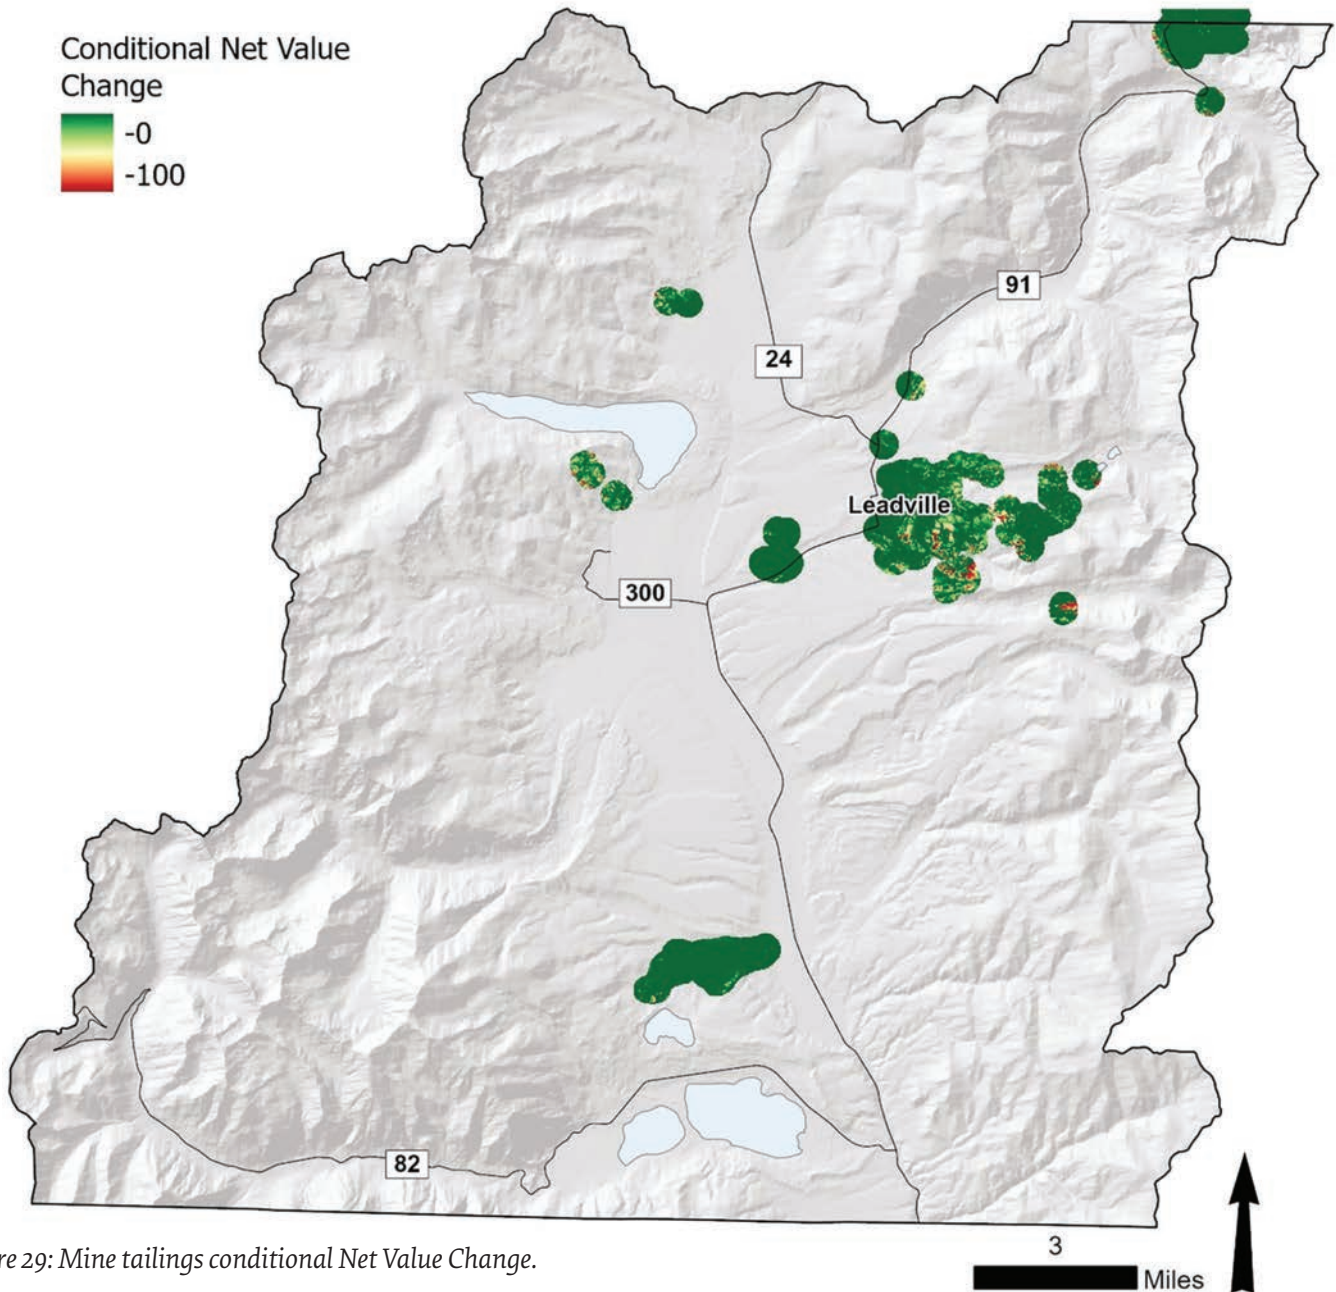 Conditional Net Value
Change
-0
-100
91
24
Leadville
300
82
re 29: Mine tailings conditional Net Value Change.
3
Miles